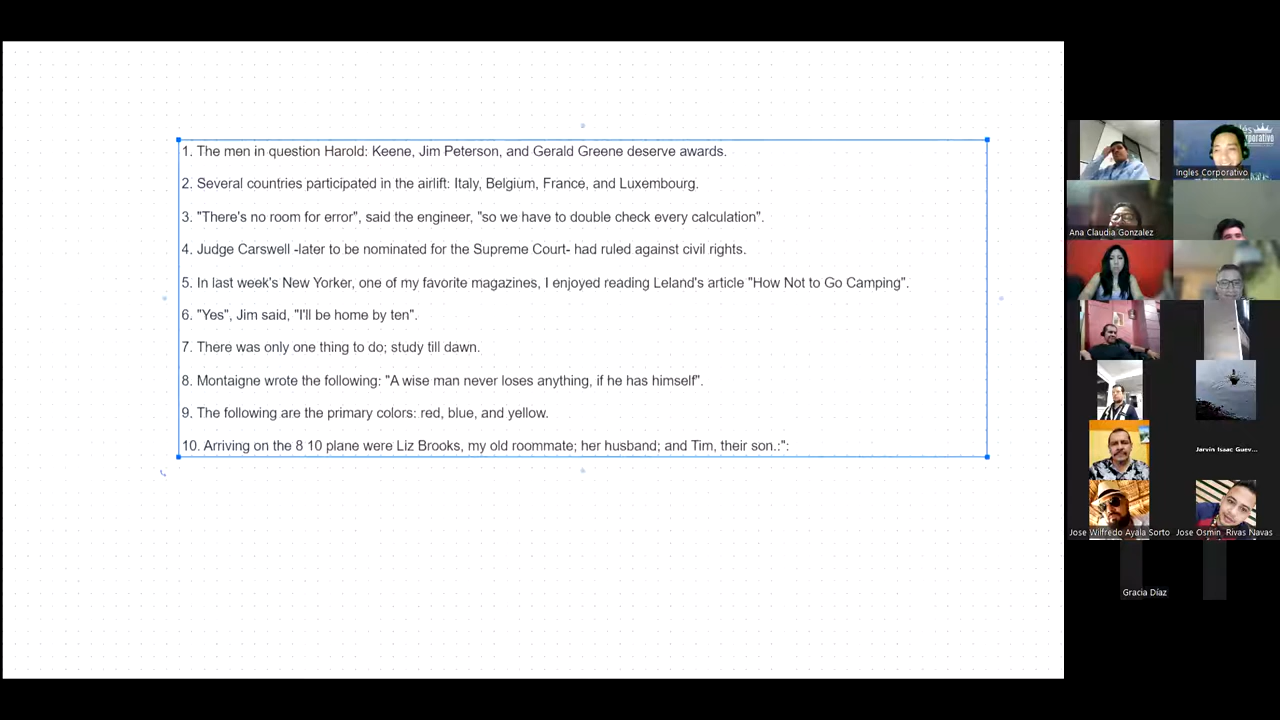 1. The men in question Harold: Keene, Jim Peterson, and Gerald Greene deserve awards.
2. Several countries participated in the airlift: Italy, Belgium, France, and Luxembourg.
3. "There's no room for error", said the engineer, "so we have to double check every calculation".
4. Judge Carswell -later to be nominated for the Supreme Court- had ruled against civil rights.
5. In last week's New Yorker, one of my favorite magazines, I enjoyed reading Leland's article "How Not to Go Camping".
6. "Yes", Jim said, "I'll be home by ten".
7. There was only one thing to do; study till dawn.
8. Montaigne wrote the following: "A wise man never loses anything, if he has himself".
9. The following are the primary colors: red, blue, and yellow.
10. Arriving on the 8 10 plane were Liz Brooks, my old roommate; her husband; and Tim, their son.:":
Ingles Corporativo
Ana Claudia Gonzalez
Jarvin Isaac Guev...
Jose Wilfredo Ayala Sorto
Jose Osmin Rivas Navas
Gracia Díaz